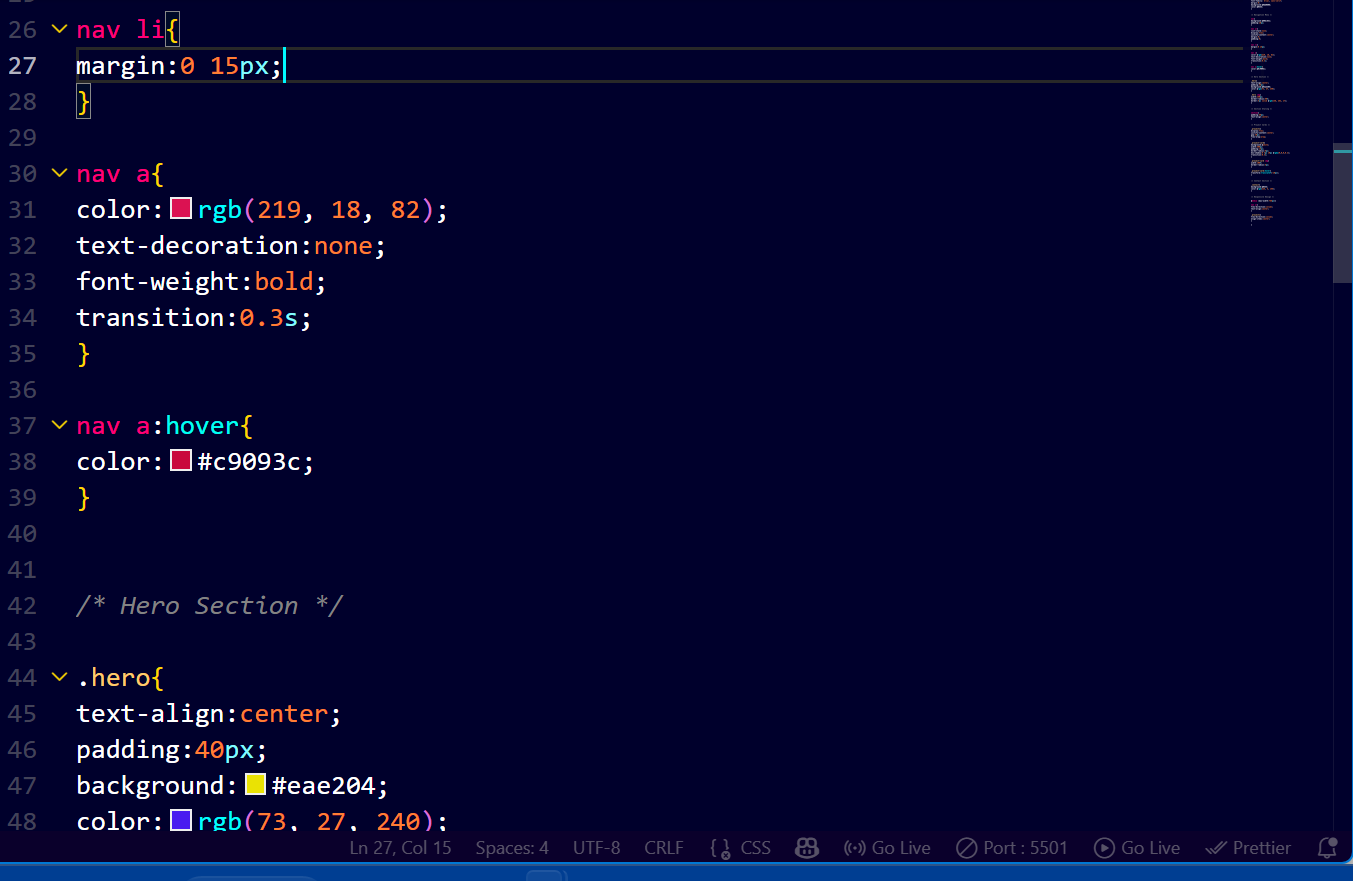 26 nav li{
27 margin:0 15px;
28 }
29
30 nav a{
31 color: rgb(219, 18, 82);
32 text-decoration:none;
33 font-weight:bold;
34 transition:0.3s;
35 }
36
37 nav a:hover{
38 color: #c9093c;
39 }
40
41
42 /* Hero Section */
43
44 .hero{
45 text-align:center;
46 padding:40px;
47 background: #eae204;
48 color: rgb(73, 27, 240);
Ln 27, Col 15 Spaces: 4 UTF-8 CRLF { } CSS Go Live Port : 5501 Go Live Prettier